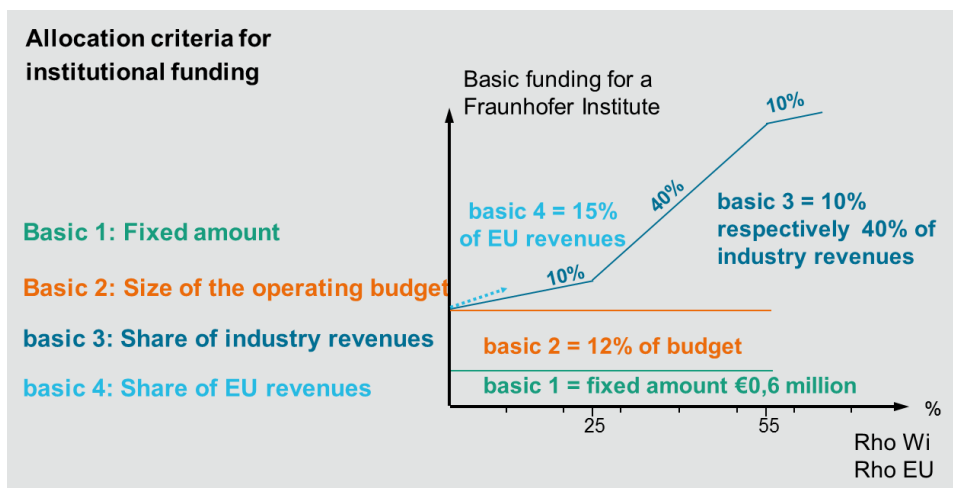 Allocation criteria for
institutional funding
Basic funding for a
Fraunhofer Institute
10%
40%
10%
basic 4 = 15%
of EU revenues
basic 3 = 10%
respectively 40% of
industry revenues
Basic 1: Fixed amount
Basic 2: Size of the operating budget
basic 3: Share of industry revenues
basic 4: Share of EU revenues
basic 2 = 12% of budget
basic 1 = fixed amount €0,6 million
%
25
55
Rho Wi
Rho EU